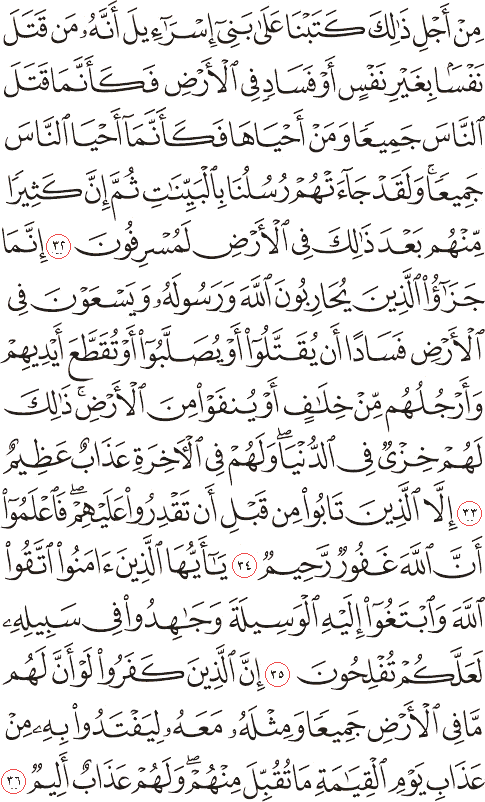 مِنْ أَجْلِ ذَٰلِكَ كَتَبْنَا عَلَىٰ بَنِىٓ إِسْرَٰٓءِيلَ أَنَّهُۥ مَن قَتَلَ
نَفْسًۢا بِغَيْرِ نَفْسٍ أَوْ فَسَادٍ فِى ٱلْأَرْضِ فَكَأَنَّمَا قَتَلَ
ٱلنَّاسَ جَمِيعًا وَمَنْ أَحْيَاهَا فَكَأَنَّمَآ أَحْيَا ٱلنَّاسَ
جَمِيعًا ۚ وَلَقَدْ جَآءَتْهُمْ رُسُلُنَا بِٱلْبَيِّنَٰتِ ثُمَّ إِنَّ كَثِيرًا
مِّنْهُم بَعْدَ ذَٰلِكَ فِى ٱلْأَرْضِ لَمُسْرِفُونَ ٣٢ إِنَّمَا
جَزَٰٓؤُا۟ ٱلَّذِينَ يُحَارِبُونَ ٱللَّهَ وَرَسُولَهُۥ وَيَسْعَوْنَ فِى
ٱلْأَرْضِ فَسَادًا أَن يُقَتَّلُوٓا۟ أَوْ يُصَلَّبُوٓا۟ أَوْ تُقَطَّعَ أَيْدِيهِمْ
وَأَرْجُلُهُم مِّنْ خِلَٰفٍ أَوْ يُنفَوْا۟ مِنَ ٱلْأَرْضِ ۚ ذَٰلِكَ
لَهُمْ خِزْىٌ فِى ٱلدُّنْيَا ۖ وَلَهُمْ فِى ٱلْءَاخِرَةِ عَذَابٌ عَظِيمٌ
٣٣ إِلَّا ٱلَّذِينَ تَابُوا۟ مِن قَبْلِ أَن تَقْدِرُوا۟ عَلَيْهِمْ ۖ فَٱعْلَمُوٓا۟
أَنَّ ٱللَّهَ غَفُورٌ رَّحِيمٌ ٣٤ يَٰٓأَيُّهَا ٱلَّذِينَ ءَامَنُوا۟ ٱتَّقُوا۟
ٱللَّهَ وَٱبْتَغُوٓا۟ إِلَيْهِ ٱلْوَسِيلَةَ وَجَٰهِدُوا۟ فِى سَبِيلِهِۦ
لَعَلَّكُمْ تُفْلِحُونَ ٣٥ إِنَّ ٱلَّذِينَ كَفَرُوا۟ لَوْ أَنَّ لَهُم
مَّا فِى ٱلْأَرْضِ جَمِيعًا وَمِثْلَهُۥ مَعَهُۥ لِيَفْتَدُوا۟ بِهِۦ مِنْ
عَذَابِ يَوْمِ ٱلْقِيَٰمَةِ مَا تُقُبِّلَ مِنْهُمْ ۖ وَلَهُمْ عَذَابٌ أَلِيمٌ ٣٦